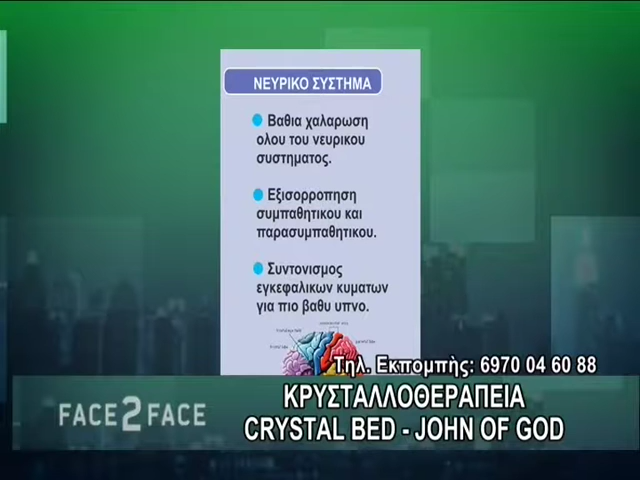 ΝΕΥΡΙΚΟ ΣΥΣΤΗΜΑ
Βαθια χαλαρωση
ολου του νευρικου
συστηματος.
Εξισορροπηση
συμπαθητικου και
παρασυμπαθητικου.
Συντονισμος
εγκεφαλικων κυματων
για πιο βαθυ υπνο.
Τηλ. Εκπομπὴς: 6970 04 60 88
FACE2FACE
ΚΡΥΣΤΑΛΛΟΘΕΡΑΠΕΙΑ
CRYSTAL BED - JOHN OF GOD